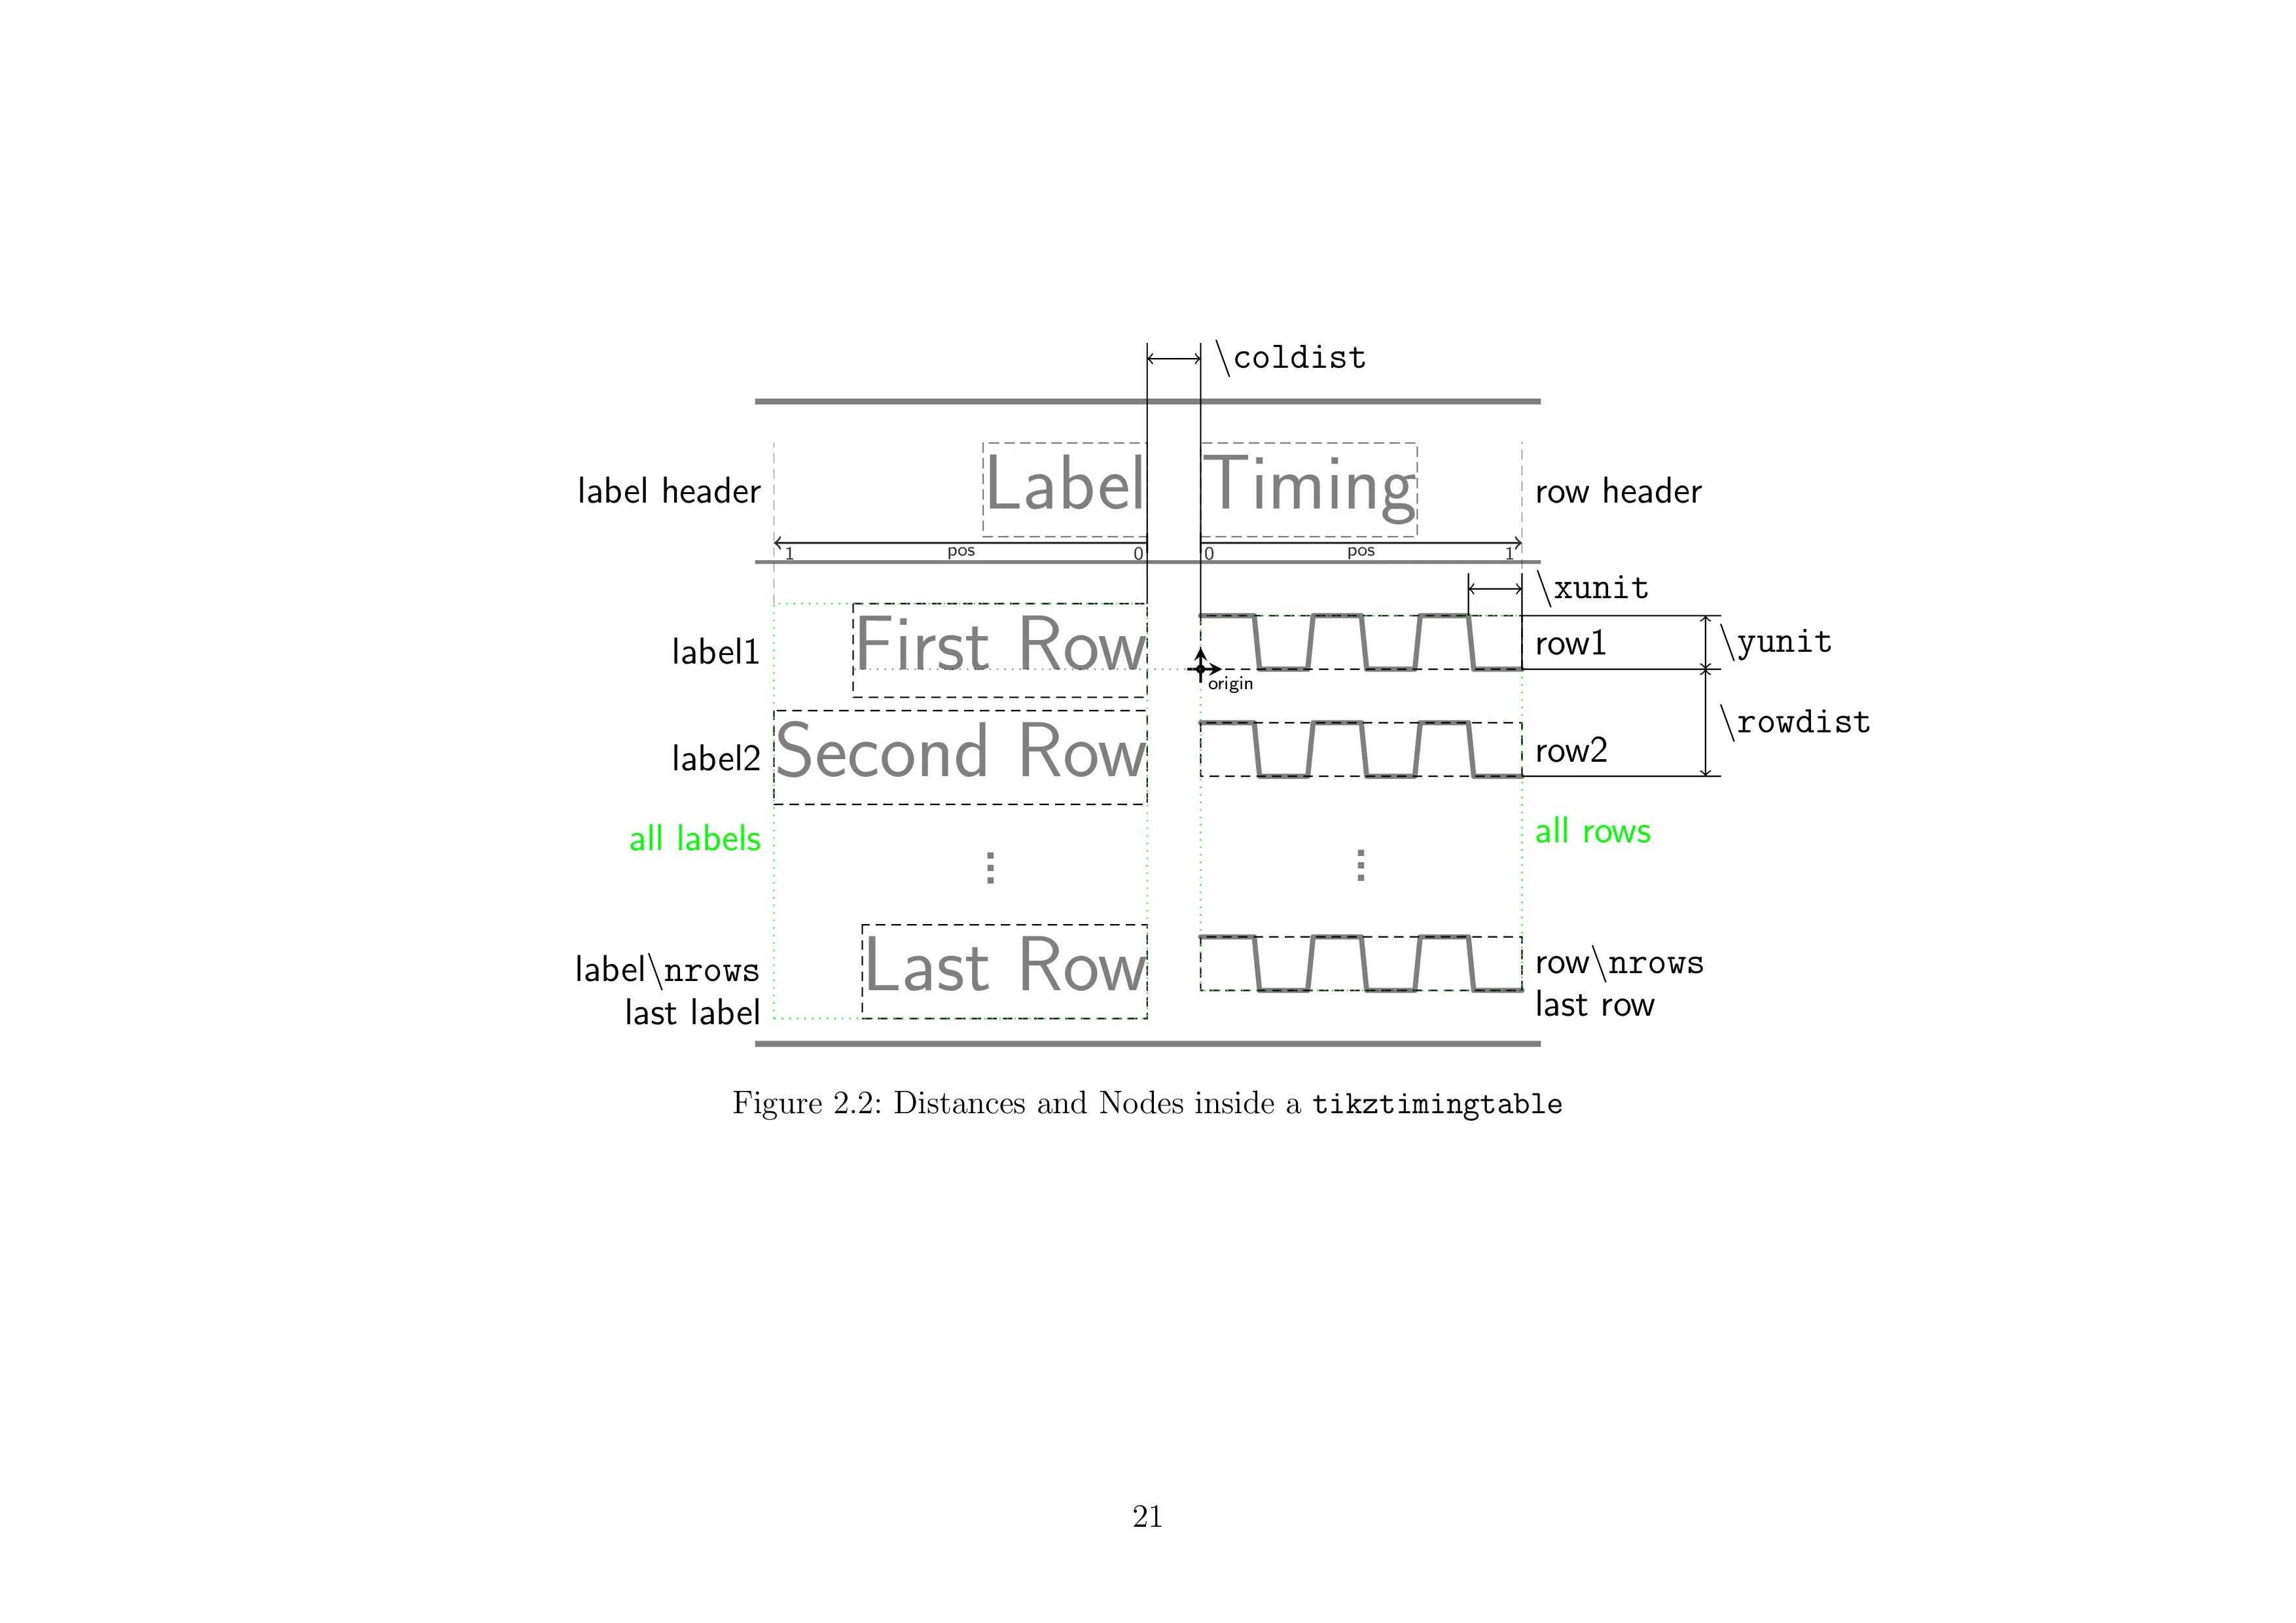 \coldist
label header Label Timing row header
1 pos 0 0 pos 1
\xunit
label1 First Row row1 \yunit
origin
label2 Second Row row2 \rowdist
all labels all rows
⋮ ⋮
label\nrows Last Row row\nrows
last label last row
Figure 2.2: Distances and Nodes inside a tikztimingtable
21